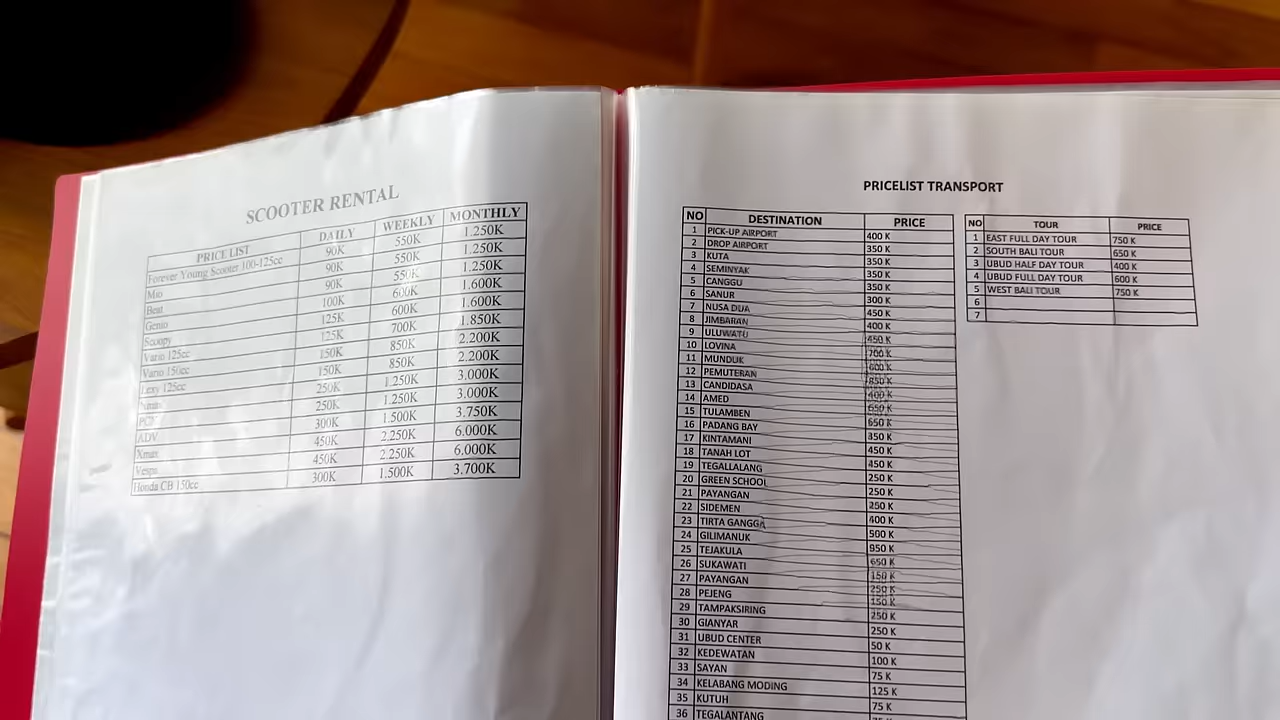 SCOOTER RENTAL
PRICE LIST DAILY WEEKLY MONTHLY
Forever Young Scooter 100-125cc 90K 550K 1.250K
Mio 90K 550K 1.250K
Beat 90K 550K 1.250K
Genio 100K 600K 1.600K
Scoopy 125K 600K 1.600K
Vario 125cc 125K 700K 1.850K
Vario 150cc 150K 850K 2.200K
Lexy 125cc 150K 850K 2.200K
Nmax 250K 1.250K 3.000K
PCX 250K 1.250K 3.000K
ADV 300K 1.500K 3.750K
Xmax 450K 2.250K 6.000K
Vespa 450K 2.250K 6.000K
Honda CB 150cc 300K 1.500K 3.700K
PRICELIST TRANSPORT
NO DESTINATION PRICE
1 PICK-UP AIRPORT 400 K
2 DROP AIRPORT 350 K
3 KUTA 350 K
4 SEMINYAK 350 K
5 CANGGU 350 K
6 SANUR 300 K
7 NUSA DUA 450 K
8 JIMBARAN 400 K
9 ULUWATU 450 K
10 LOVINA 700 K
11 MUNDUK 600 K
12 PEMUTERAN 850 K
13 CANDIDASA 400 K
14 AMED 650 K
15 TULAMBEN 650 K
16 PADANG BAY 350 K
17 KINTAMANI 450 K
18 TANAH LOT 450 K
19 TEGALLALANG 250 K
20 GREEN SCHOOL 250 K
21 PAYANGAN 250 K
22 SIDEMEN 400 K
23 TIRTA GANGGA 500 K
24 GILIMANUK 950 K
25 TEJAKULA 650 K
26 SUKAWATI 150 K
27 PAYANGAN 250 K
28 PEJENG 150 K
29 TAMPAKSIRING 250 K
30 GIANYAR 250 K
31 UBUD CENTER 50 K
32 KEDEWATAN 100 K
33 SAYAN 75 K
34 KELABANG MODING 125 K
35 KUTUH 75 K
36 TEGALANTANG
NO TOUR PRICE
1 EAST FULL DAY TOUR 750 K
2 SOUTH BALI TOUR 650 K
3 UBUD HALF DAY TOUR 400 K
4 UBUD FULL DAY TOUR 600 K
5 WEST BALI TOUR 750 K
6
7